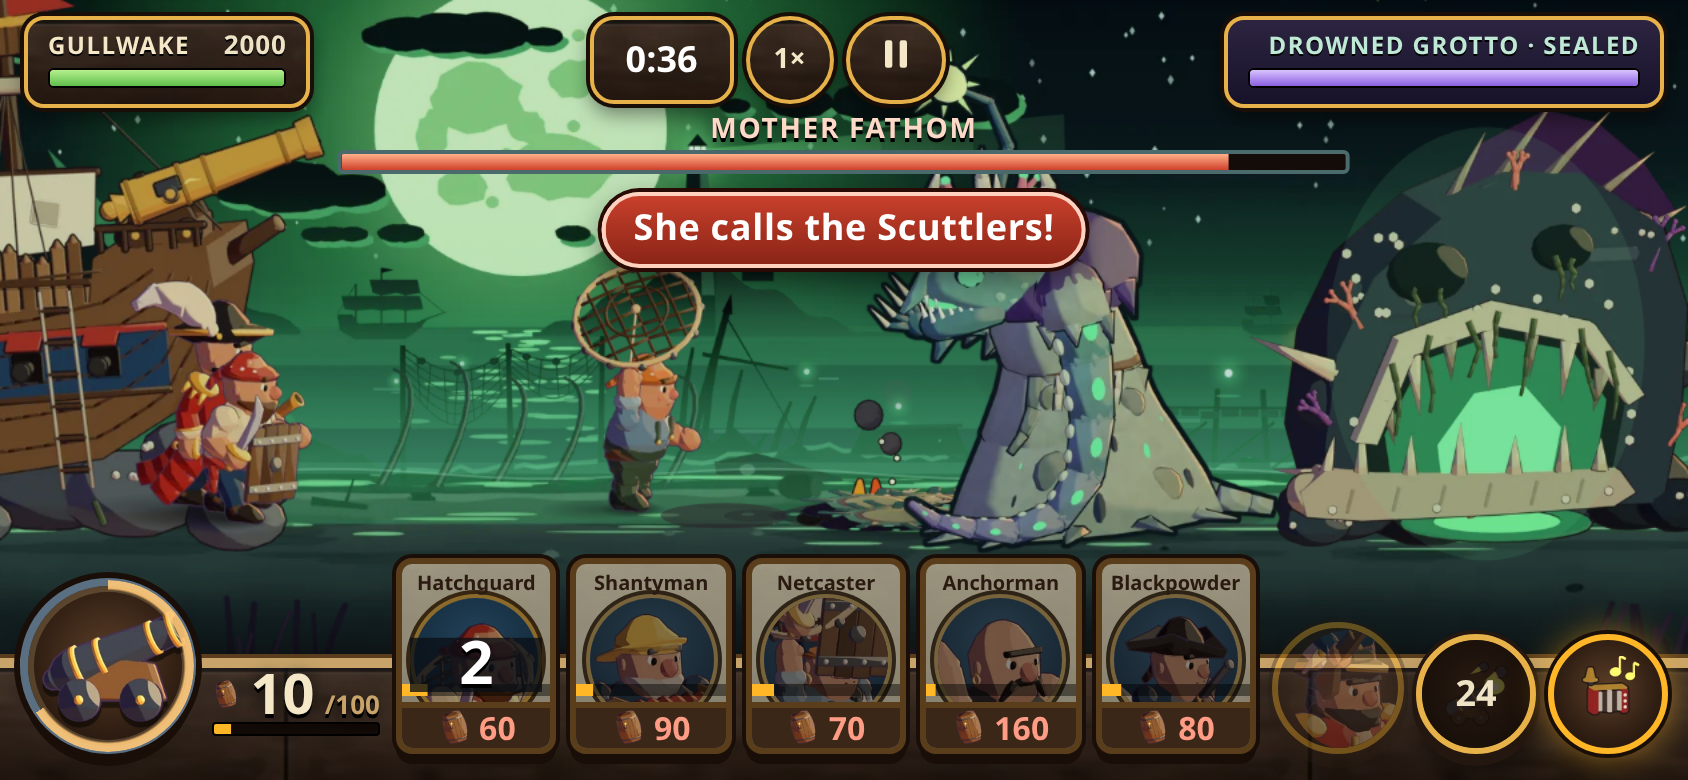 GULLWAKE 2000
0:36
1×
DROWNED GROTTO · SEALED
MOTHER FATHOM
She calls the Scuttlers!
10 /100
Hatchguard
2
60
Shantyman
90
Netcaster
70
Anchorman
160
Blackpowder
80
24